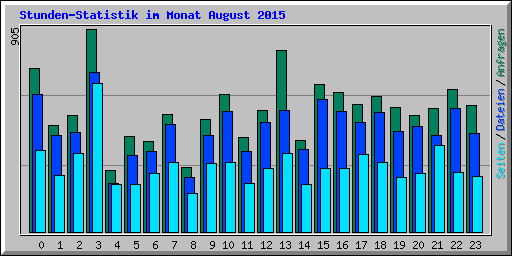 Stunden-Statistik im Monat August 2015
905
Seiten / Dateien / Anfragen
0 1 2 3 4 5 6 7 8 9 10 11 12 13 14 15 16 17 18 19 20 21 22 23